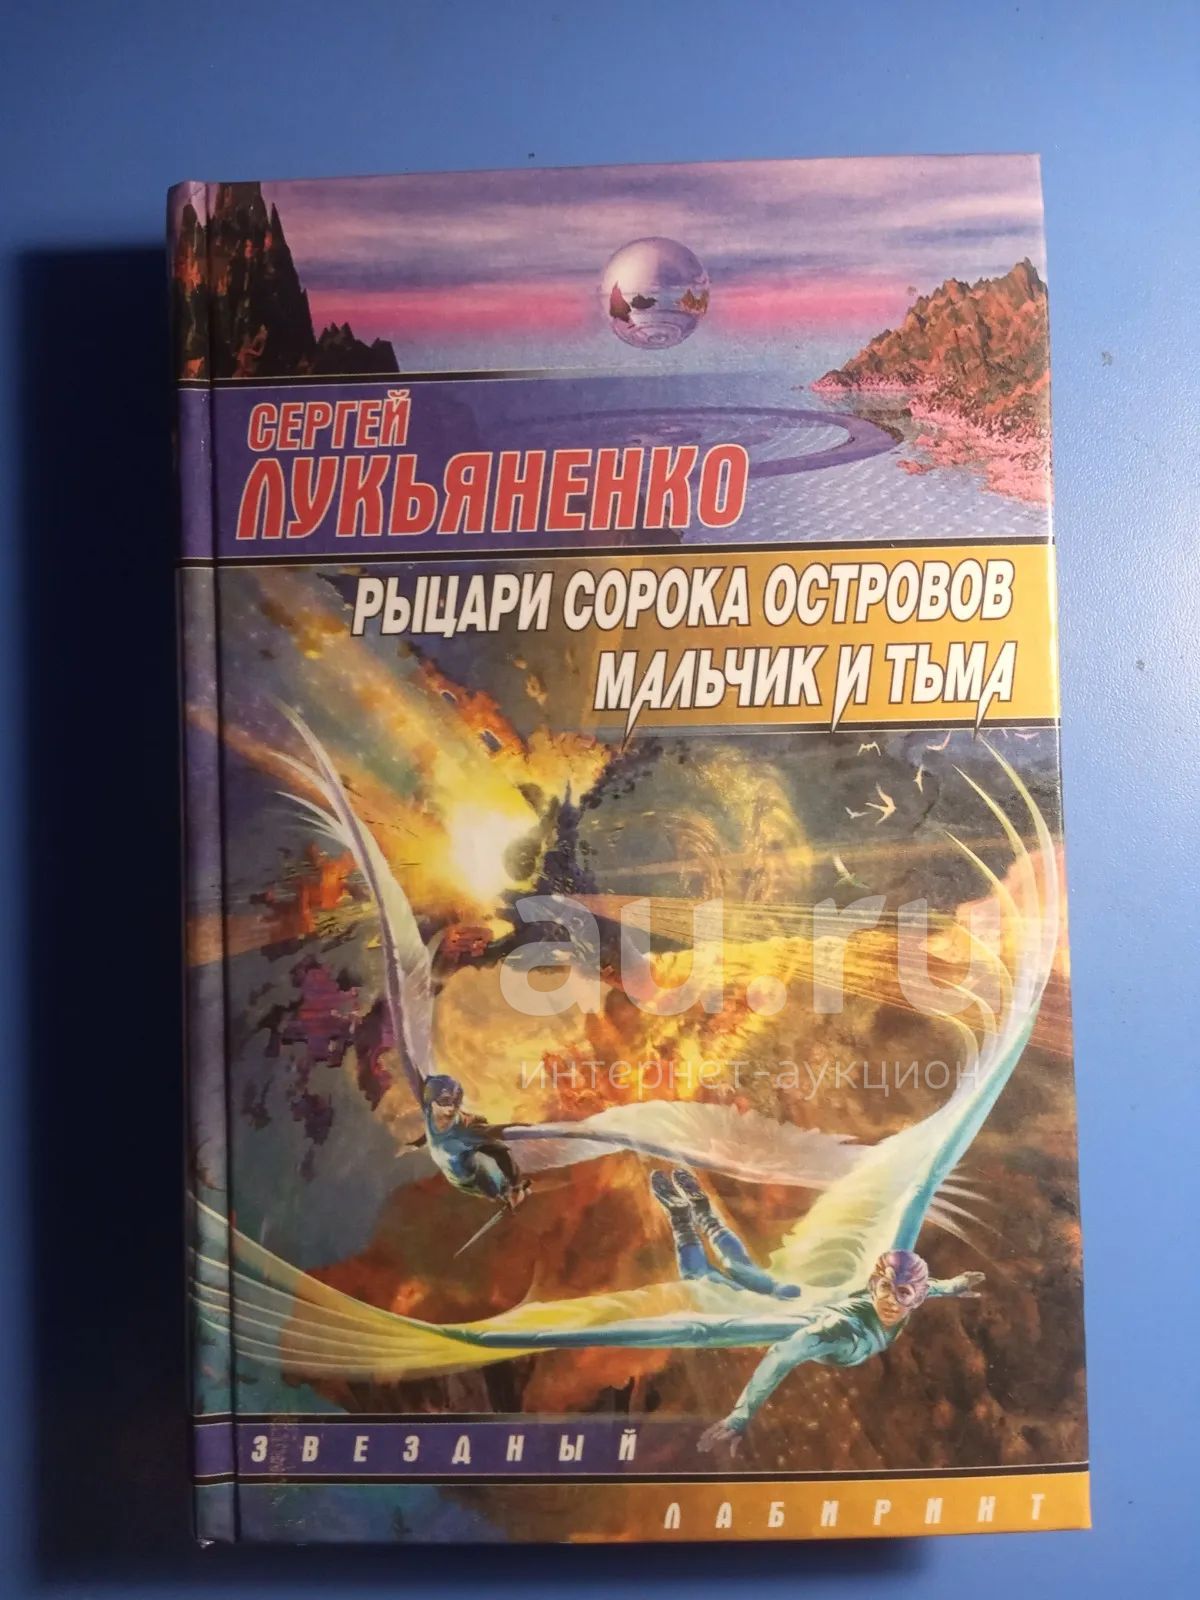 СЕРГЕЙ
ЛУКЬЯНЕНКО
РЫЦАРИ СОРОКА ОСТРОВОВ
МАЛЬЧИК И ТЬМА
au.ru
интернет-аукцион
ЗВЕЗДНЫЙ
ЛАБИРИНТ